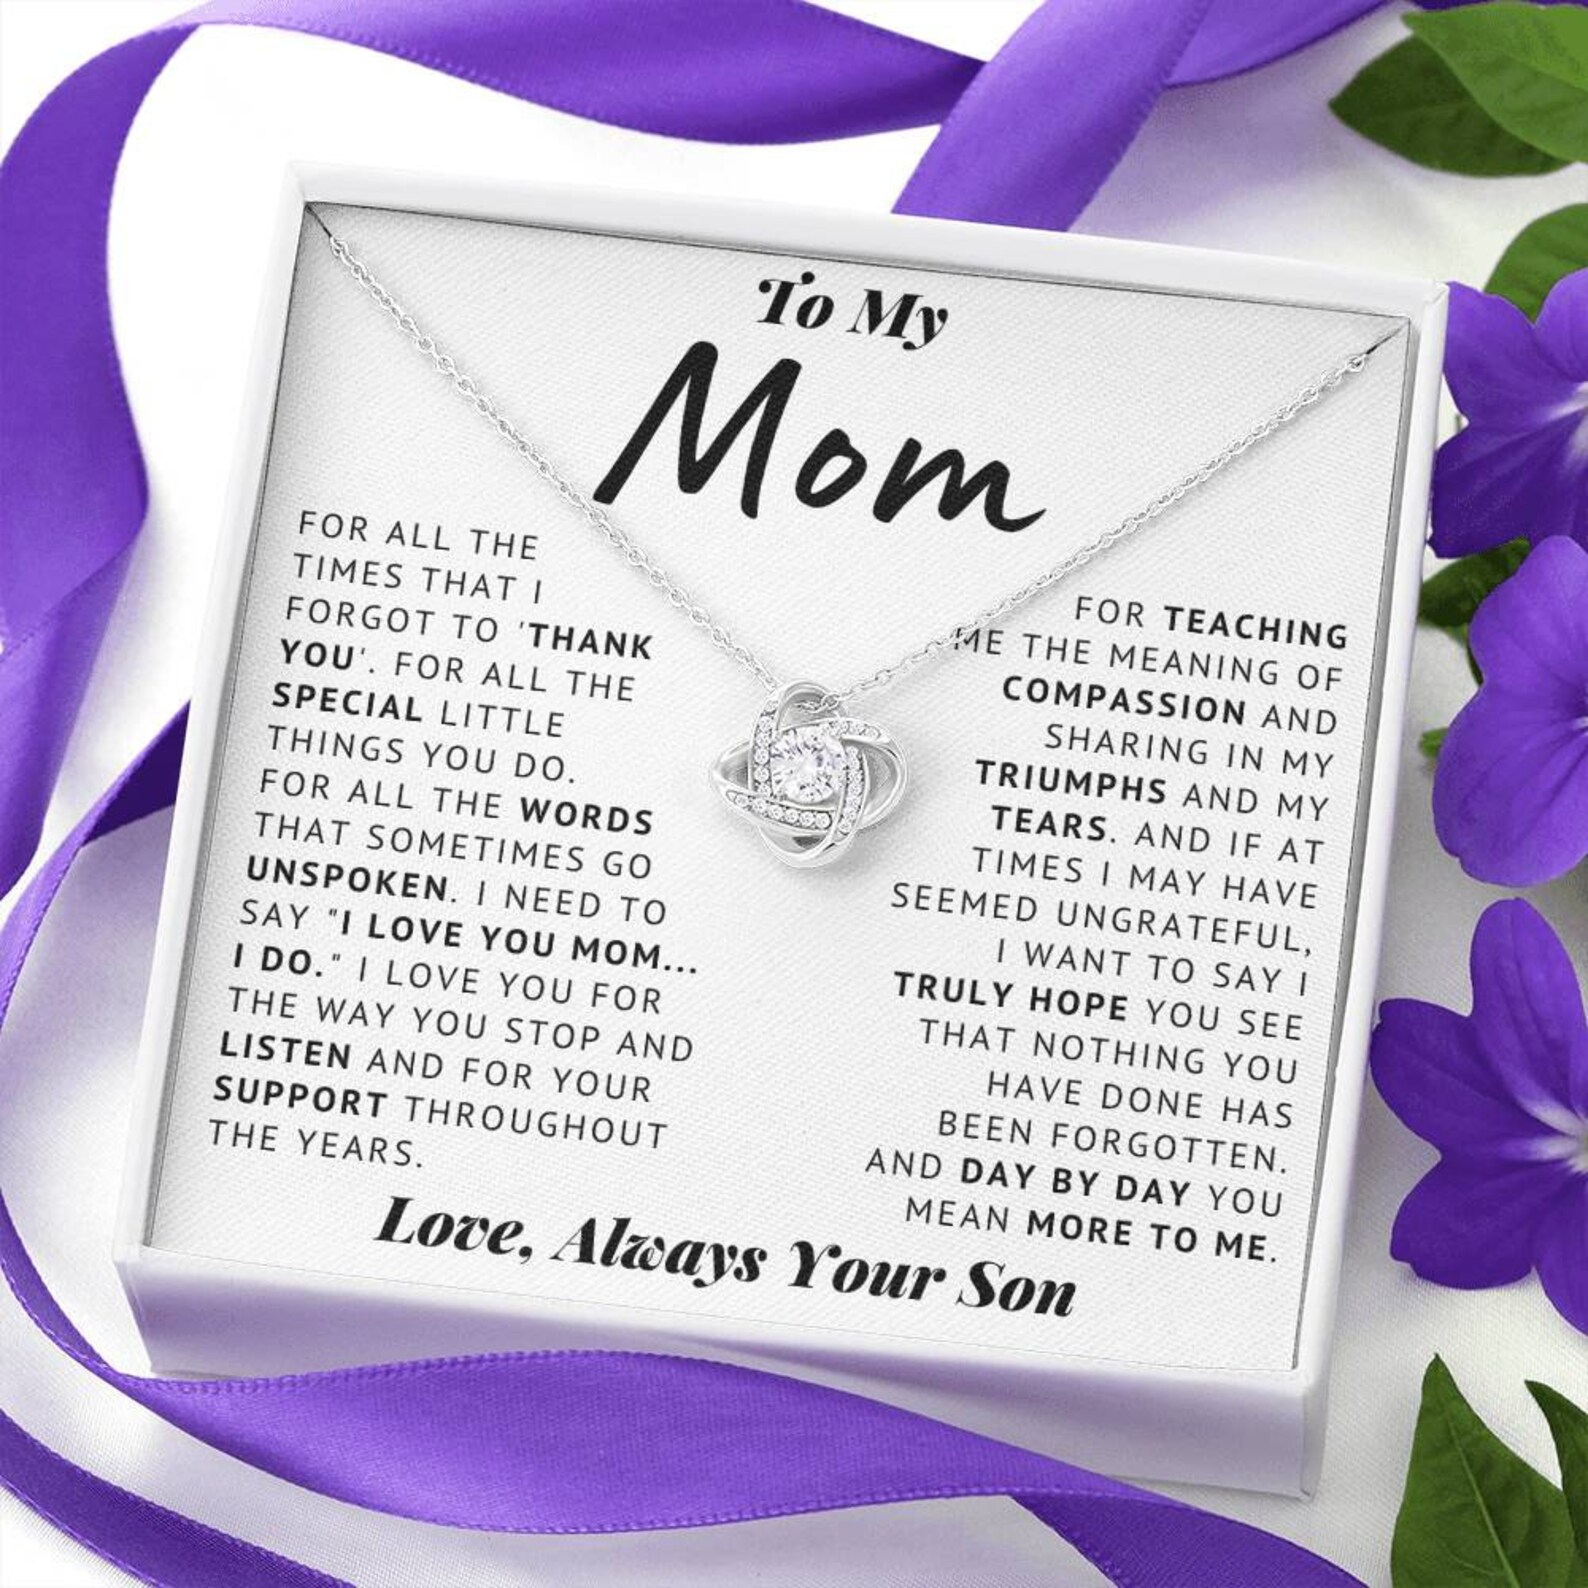 To My
Mom
FOR ALL THE
TIMES THAT I
FORGOT TO 'THANK
YOU'. FOR ALL THE
SPECIAL LITTLE
THINGS YOU DO.
FOR ALL THE WORDS
THAT SOMETIMES GO
UNSPOKEN. I NEED TO
SAY "I LOVE YOU MOM...
I DO." I LOVE YOU FOR
THE WAY YOU STOP AND
LISTEN AND FOR YOUR
SUPPORT THROUGHOUT
THE YEARS.
FOR TEACHING
ME THE MEANING OF
COMPASSION AND
SHARING IN MY
TRIUMPHS AND MY
TEARS. AND IF AT
TIMES I MAY HAVE
SEEMED UNGRATEFUL,
I WANT TO SAY I
TRULY HOPE YOU SEE
THAT NOTHING YOU
HAVE DONE HAS
BEEN FORGOTTEN.
AND DAY BY DAY YOU
MEAN MORE TO ME.
Love, Always Your Son